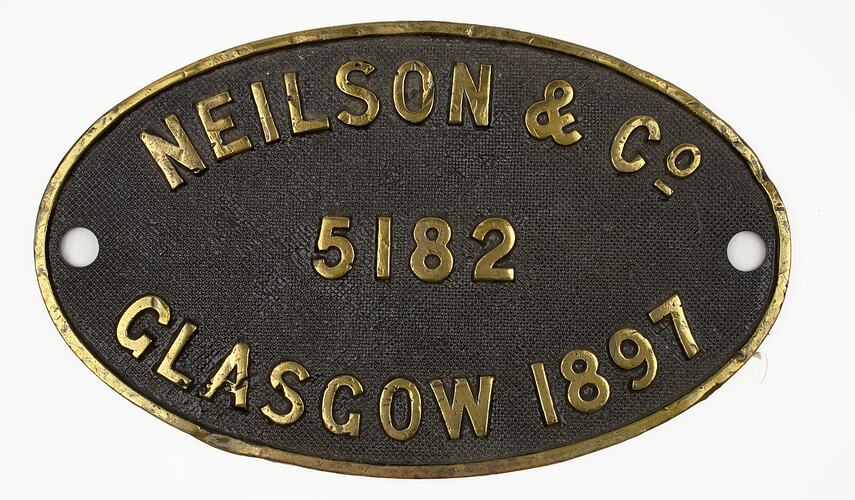 NEILSON & Co
5182
GLASGOW 1897